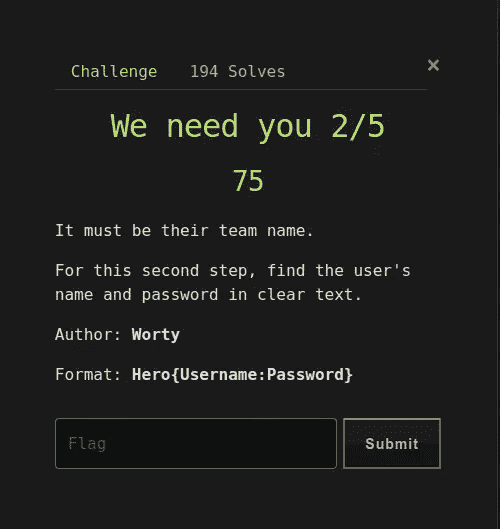 Challenge 194 Solves ×
We need you 2/5
75
It must be their team name.
For this second step, find the user's
name and password in clear text.
Author: Worty
Format: Hero{Username:Password}
Flag Submit